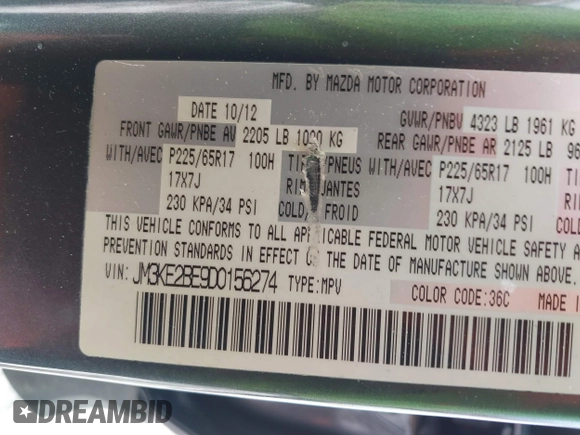 MFD. BY MAZDA MOTOR CORPORATION
DATE 10/12 GVWR/PNBV 4323 LB 1961 KG
FRONT GAWR/PNBE AV 2205 LB KG REAR GAWR/PNBE AR 2125 LB
WITH/AVEC P225/65R17 100H WITH/AVEC P225/65R17 100H
17X7J 17X7J
230 KPA/34 PSI COLD/ FROID 230 KPA/34 PSI
THIS VEHICLE CONFORMS TO ALL APPLICABLE FEDERAL MOTOR VEHICLE SAFETY
PREVENTION STANDARDS IN EFFECT THE DATE OF MANUFACTURE SHOWN ABOVE.
VIN: JM3KE2BE9D0156274 TYPE:MPV COLOR CODE:36C MADE
DREAMBID